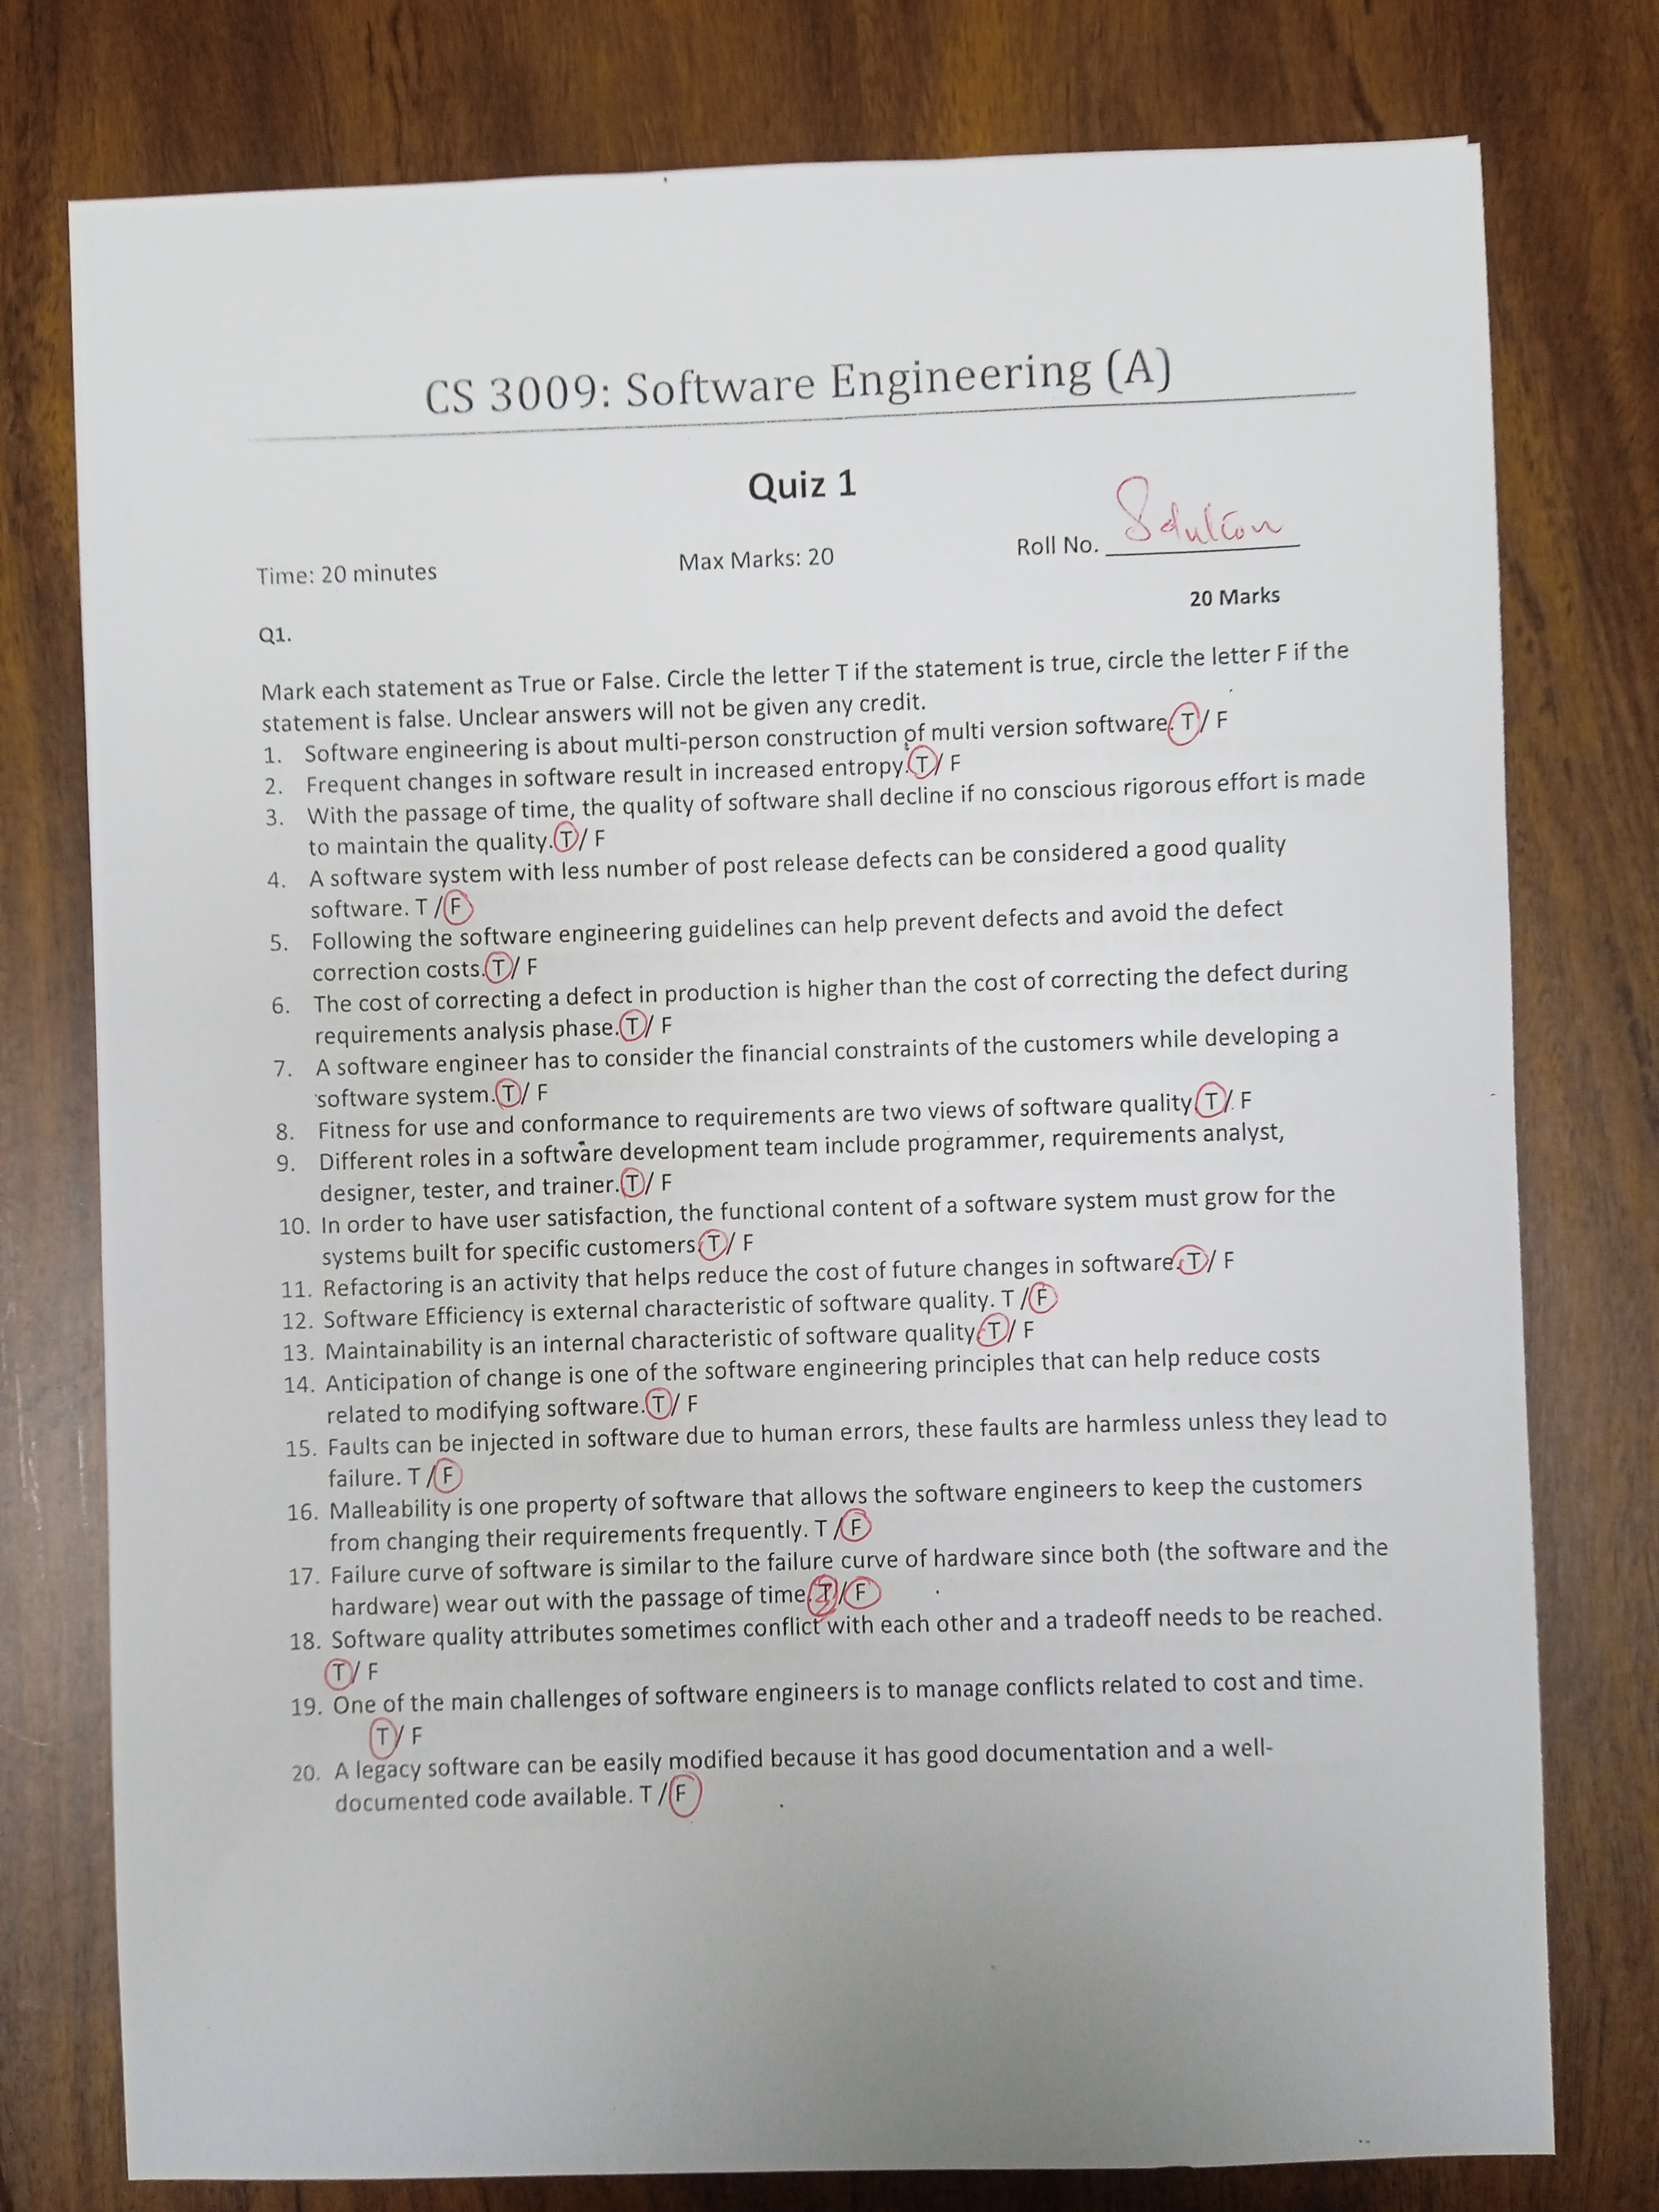 CS 3009: Software Engineering (A)
Quiz 1
Time: 20 minutes
Max Marks: 20
Roll No. Solution
20 Marks
Q1.
Mark each statement as True or False. Circle the letter T if the statement is true, circle the letter F if the
statement is false. Unclear answers will not be given any credit.
1. Software engineering is about multi-person construction of multi version software. T / F
2. Frequent changes in software result in increased entropy. T / F
3. With the passage of time, the quality of software shall decline if no conscious rigorous effort is made
to maintain the quality. T / F
4. A software system with less number of post release defects can be considered a good quality
software. T / F
5. Following the software engineering guidelines can help prevent defects and avoid the defect
correction costs. T / F
6. The cost of correcting a defect in production is higher than the cost of correcting the defect during
requirements analysis phase. T / F
7. A software engineer has to consider the financial constraints of the customers while developing a
software system. T / F
8. Fitness for use and conformance to requirements are two views of software quality. T / F
9. Different roles in a software development team include programmer, requirements analyst,
designer, tester, and trainer. T / F
10. In order to have user satisfaction, the functional content of a software system must grow for the
systems built for specific customers. T / F
11. Refactoring is an activity that helps reduce the cost of future changes in software. T / F
12. Software Efficiency is external characteristic of software quality. T / F
13. Maintainability is an internal characteristic of software quality. T / F
14. Anticipation of change is one of the software engineering principles that can help reduce costs
related to modifying software. T / F
15. Faults can be injected in software due to human errors, these faults are harmless unless they lead to
failure. T / F
16. Malleability is one property of software that allows the software engineers to keep the customers
from changing their requirements frequently. T / F
17. Failure curve of software is similar to the failure curve of hardware since both (the software and the
hardware) wear out with the passage of time. T / F
18. Software quality attributes sometimes conflict with each other and a tradeoff needs to be reached.
T / F
19. One of the main challenges of software engineers is to manage conflicts related to cost and time.
T / F
20. A legacy software can be easily modified because it has good documentation and a well-
documented code available. T / F